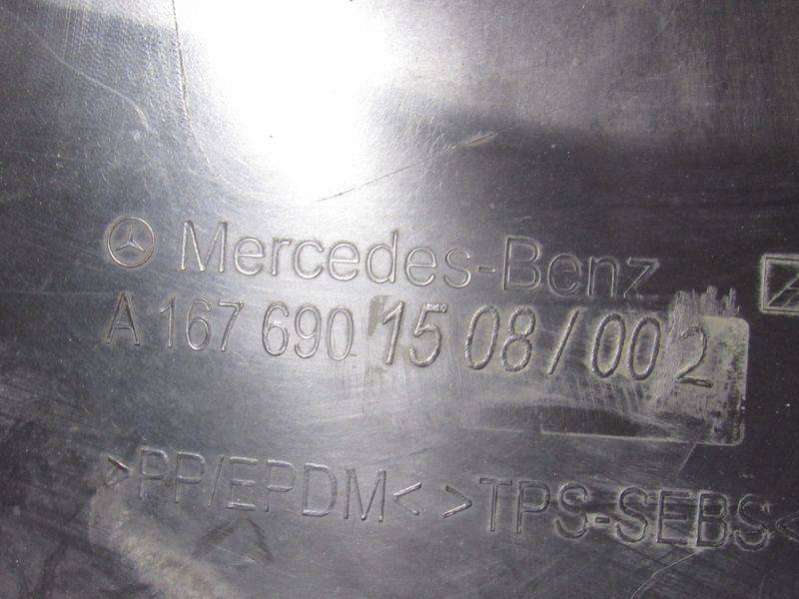 Mercedes-Benz
A 167 690 15 08/002
>PP/EPDM< >TPS-SEBS<